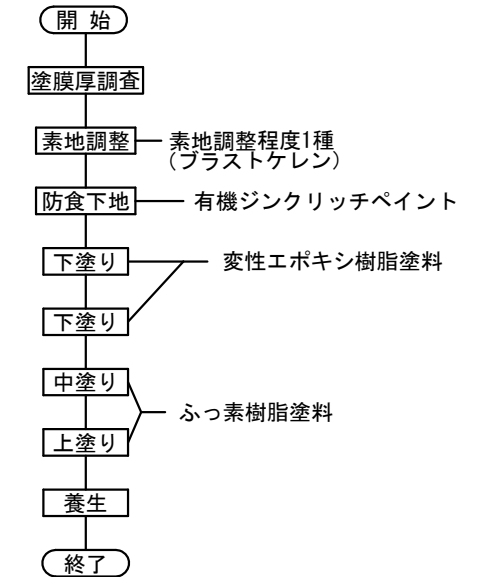 開 始
塗膜厚調査
素地調整
素地調整程度1種
(ブラストケレン)
防食下地
有機ジンクリッチペイント
下塗り
変性エポキシ樹脂塗料
下塗り
中塗り
ふっ素樹脂塗料
上塗り
養生
終了